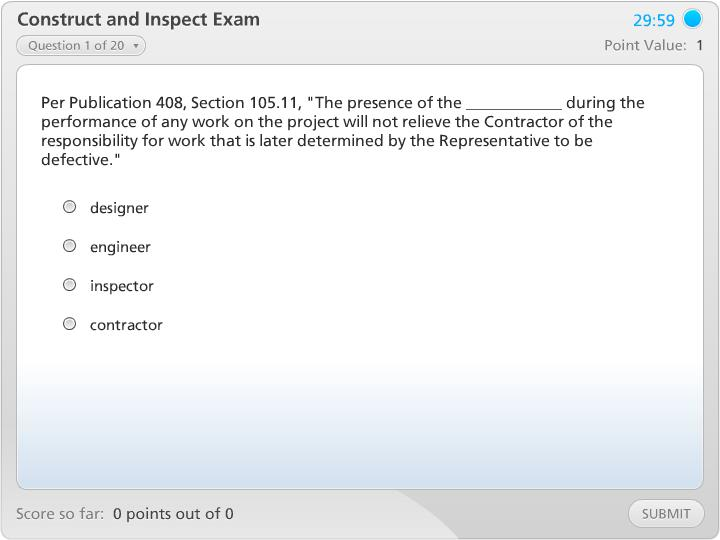 Construct and Inspect Exam
29:59
Question 1 of 20
Point Value: 1
Per Publication 408, Section 105.11, "The presence of the ____________ during the
performance of any work on the project will not relieve the Contractor of the
responsibility for work that is later determined by the Representative to be
defective."
designer
engineer
inspector
contractor
Score so far: 0 points out of 0
SUBMIT